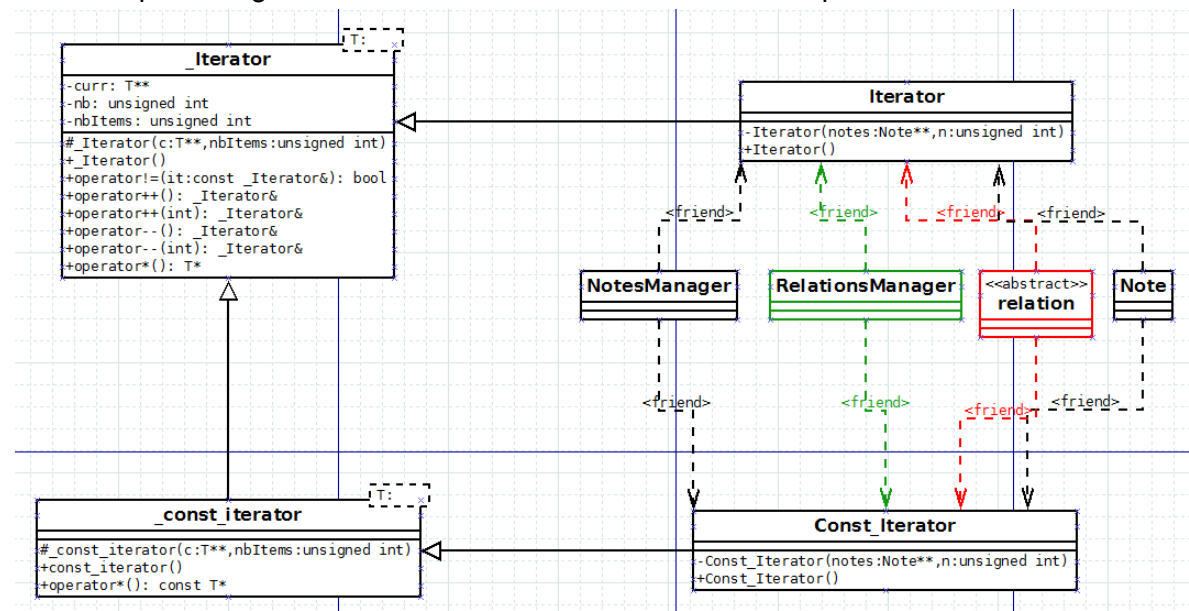 T:
_Iterator
-curr: T**
-nb: unsigned int
-nbItems: unsigned int
#_Iterator(c:T**,nbItems:unsigned int)
+_Iterator()
+operator!=(it:const _Iterator&): bool
+operator++(): _Iterator&
+operator++(int): _Iterator&
+operator--(): _Iterator&
+operator--(int): _Iterator&
+operator*(): T*
Iterator
-Iterator(notes:Note**,n:unsigned int)
+Iterator()
<friend>
<friend>
<friend>
<friend>
NotesManager
RelationsManager
<<abstract>>
relation
Note
<friend>
<friend>
<friend>
<friend>
T:
_const_iterator
#_const_iterator(c:T**,nbItems:unsigned int)
+const_iterator()
+operator*(): const T*
Const_Iterator
-Const_Iterator(notes:Note**,n:unsigned int)
+Const_Iterator()